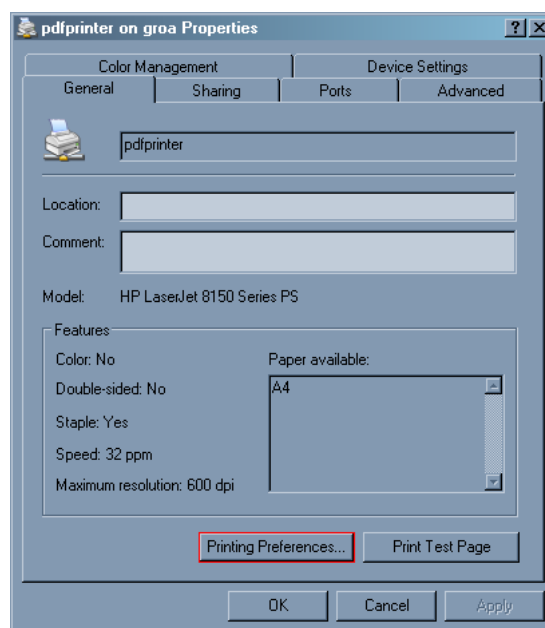 pdfprinter on groa Properties
Color Management Device Settings
General Sharing Ports Advanced
pdfprinter
Location:
Comment:
Model: HP LaserJet 8150 Series PS
Features
Color: No Paper available:
Double-sided: No A4
Staple: Yes
Speed: 32 ppm
Maximum resolution: 600 dpi
Printing Preferences... Print Test Page
OK Cancel Apply